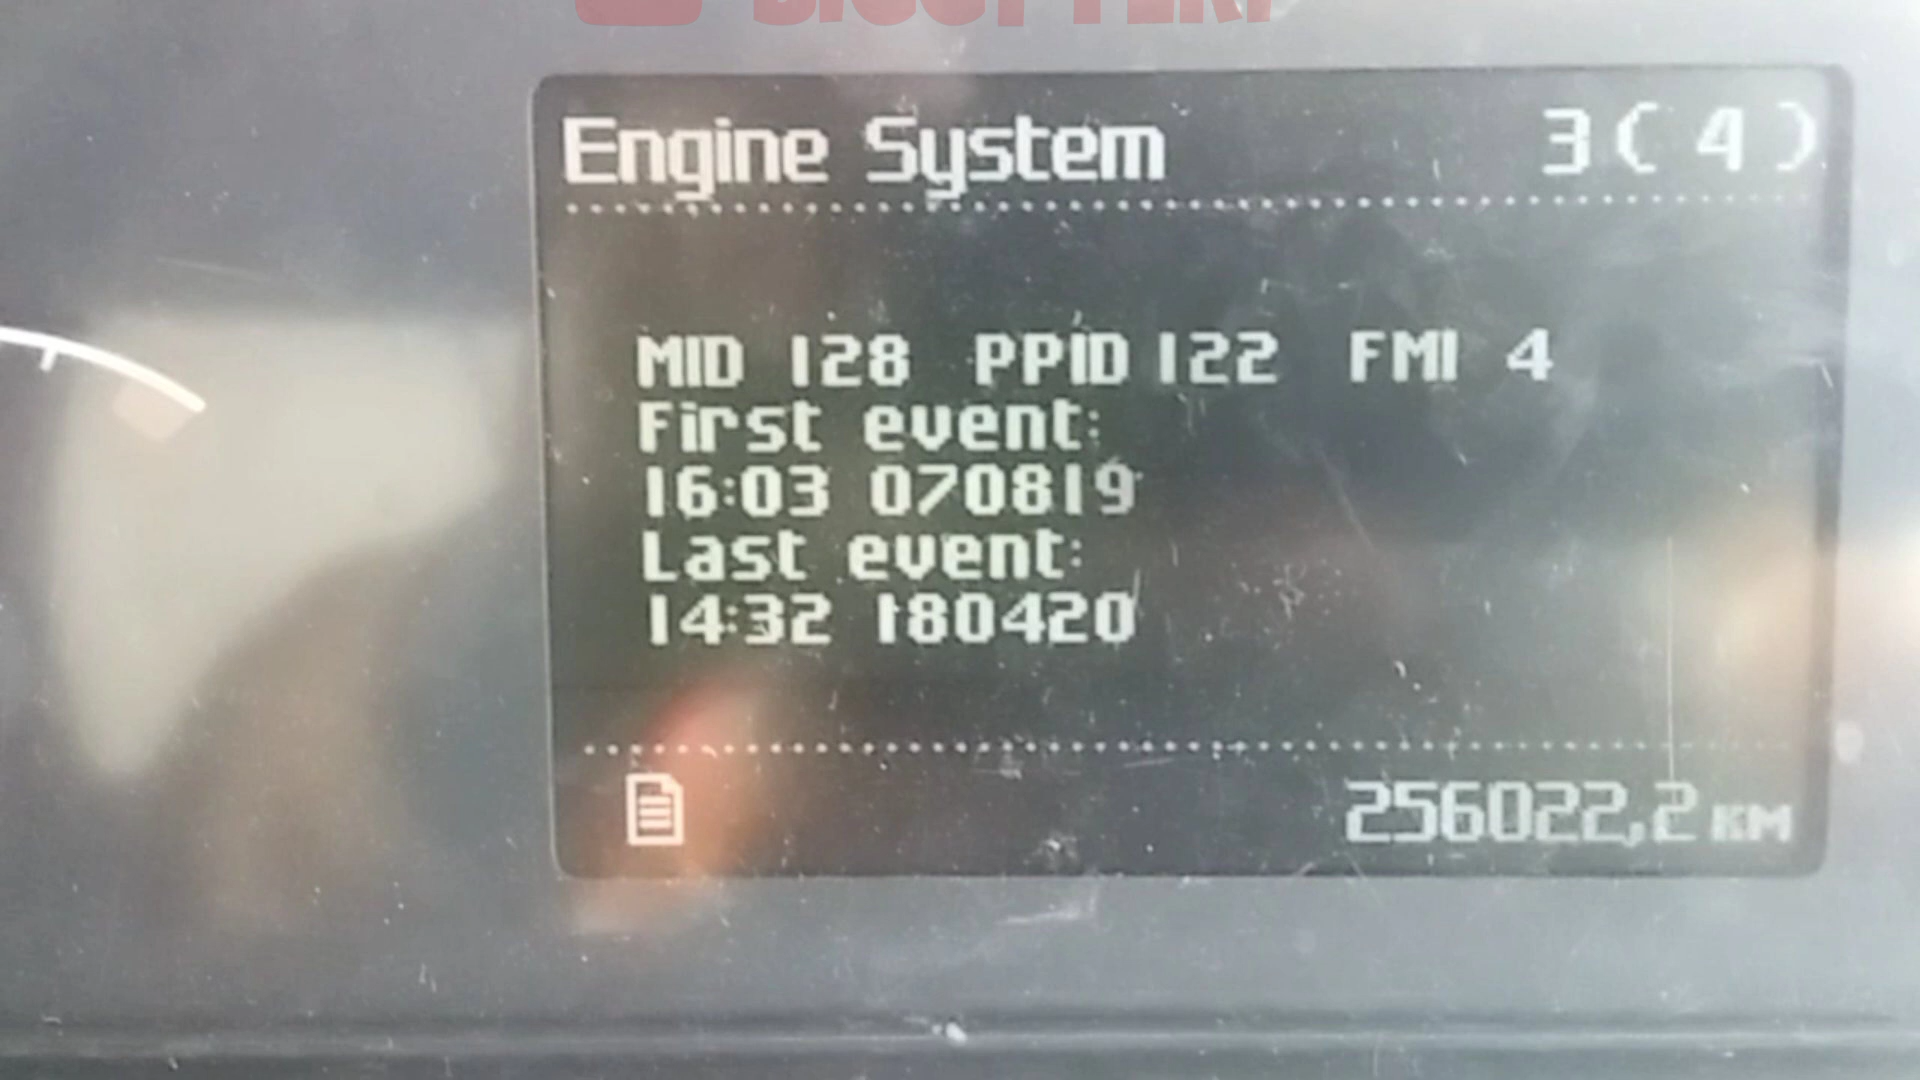 Engine System 3( 4 )
MID 128 PPID 122 FMI 4
First event:
16:03 070819
Last event:
14:32 180420
256022,2 KM